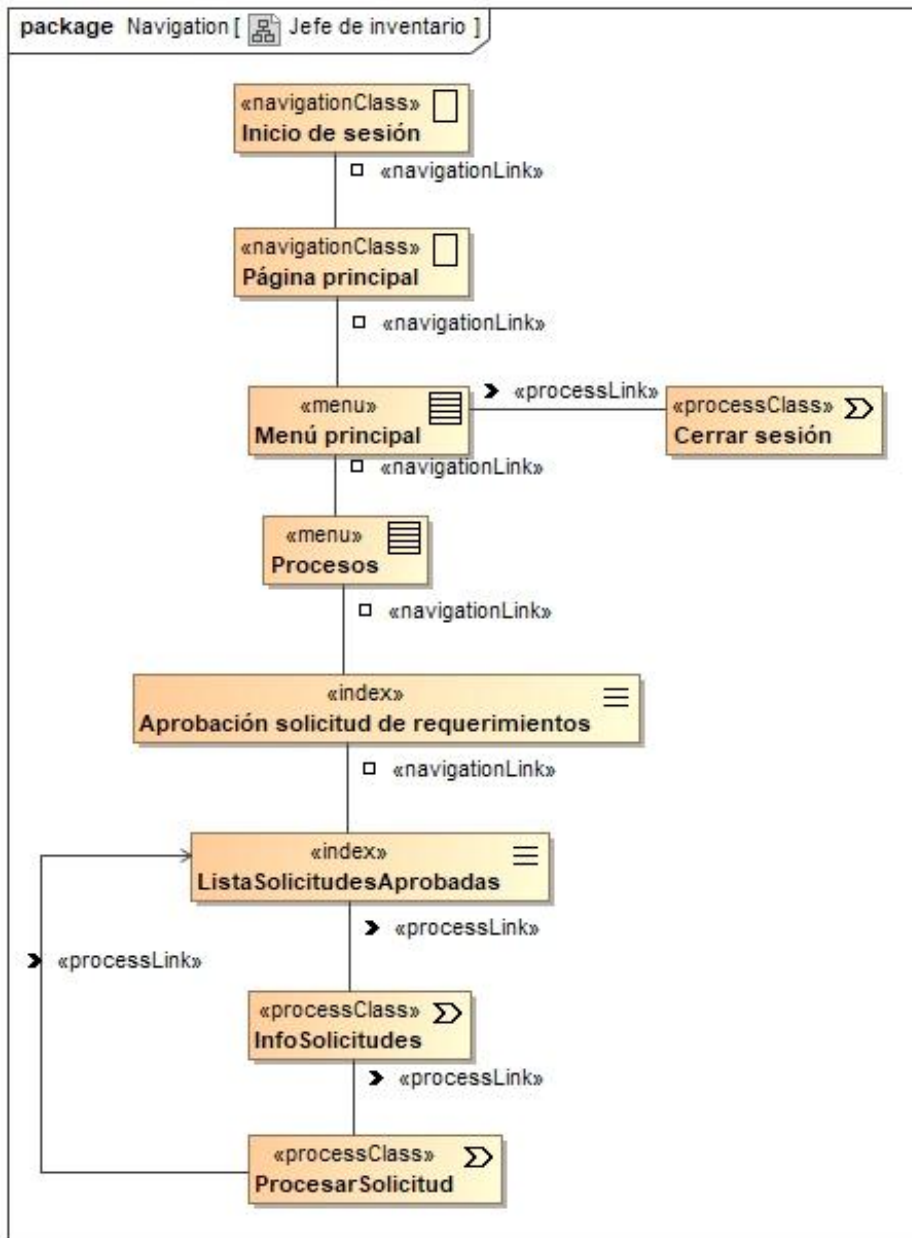 package Navigation [ Jefe de inventario ]
«navigationClass»
Inicio de sesión
«navigationLink»
«navigationClass»
Página principal
«navigationLink»
«menu»
Menú principal
«processLink»
«processClass»
Cerrar sesión
«navigationLink»
«menu»
Procesos
«navigationLink»
«index»
Aprobación solicitud de requerimientos
«navigationLink»
«index»
ListaSolicitudesAprobadas
«processLink»
«processLink»
«processClass»
InfoSolicitudes
«processLink»
«processClass»
ProcesarSolicitud